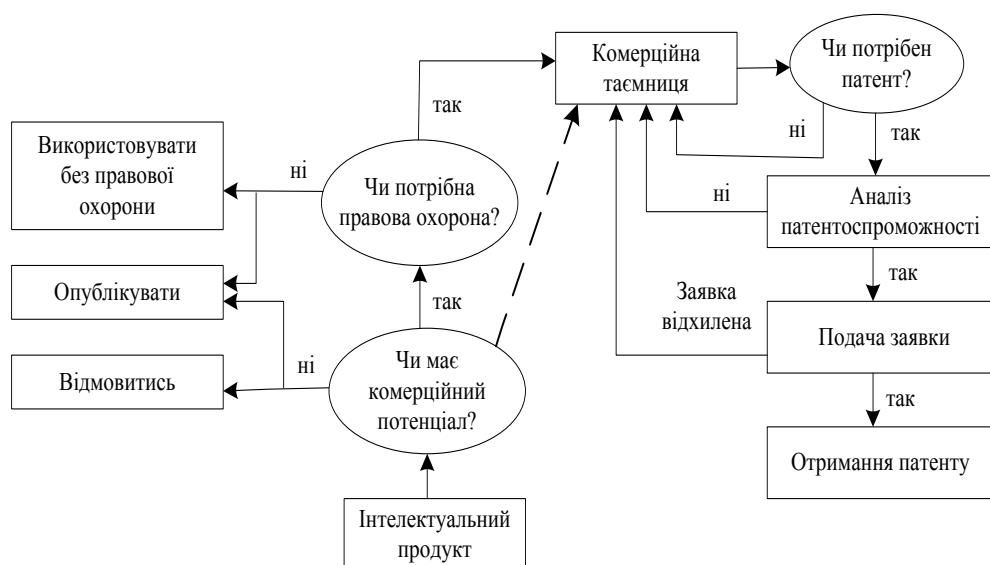 Комерційна
таємниця
Чи потрібен
патент?
так
ні
так
Використовувати
без правової
охорони
ні
Чи потрібна
правова охорона?
ні
Аналіз
патентоспроможності
Опублікувати
так
Заявка
відхилена
так
Подача заявки
Відмовитись
ні
Чи має
комерційний
потенціал?
так
Отримання патенту
Інтелектуальний
продукт